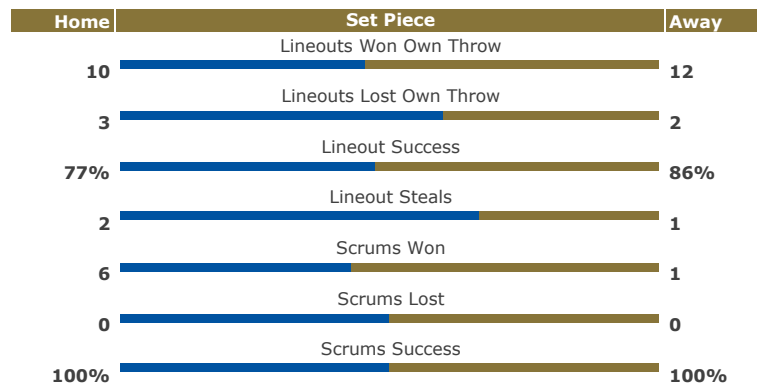 Home Set Piece Away
Lineouts Won Own Throw
10 12
Lineouts Lost Own Throw
3 2
Lineout Success
77% 86%
Lineout Steals
2 1
Scrums Won
6 1
Scrums Lost
0 0
Scrums Success
100% 100%